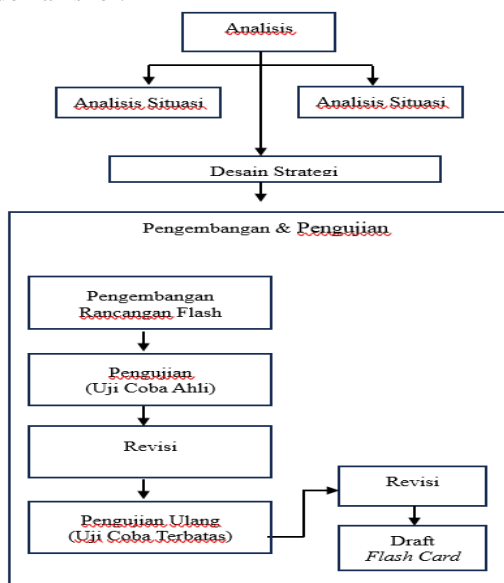 Analisis
Analisis Situasi
Analisis Situasi
Desain Strategi
Pengembangan & Pengujian
Pengembangan
Rancangan Flash
Pengujian
(Uji Coba Ahli)
Revisi
Pengujian Ulang
(Uji Coba Terbatas)
Revisi
Draft
Flash Card